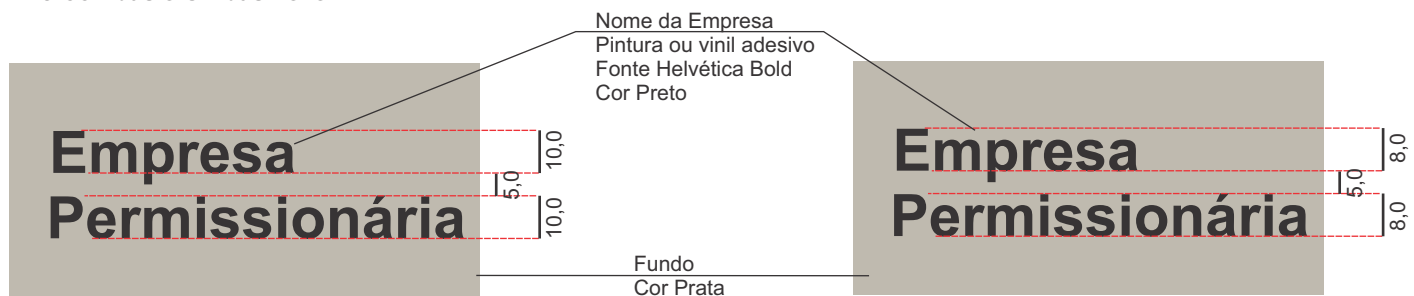 Nome da Empresa
Pintura ou vinil adesivo
Fonte Helvética Bold
Cor Preto
Empresa
Permissionária
10,0
5,0
10,0
Empresa
Permissionária
8,0
5,0
8,0
Fundo
Cor Prata